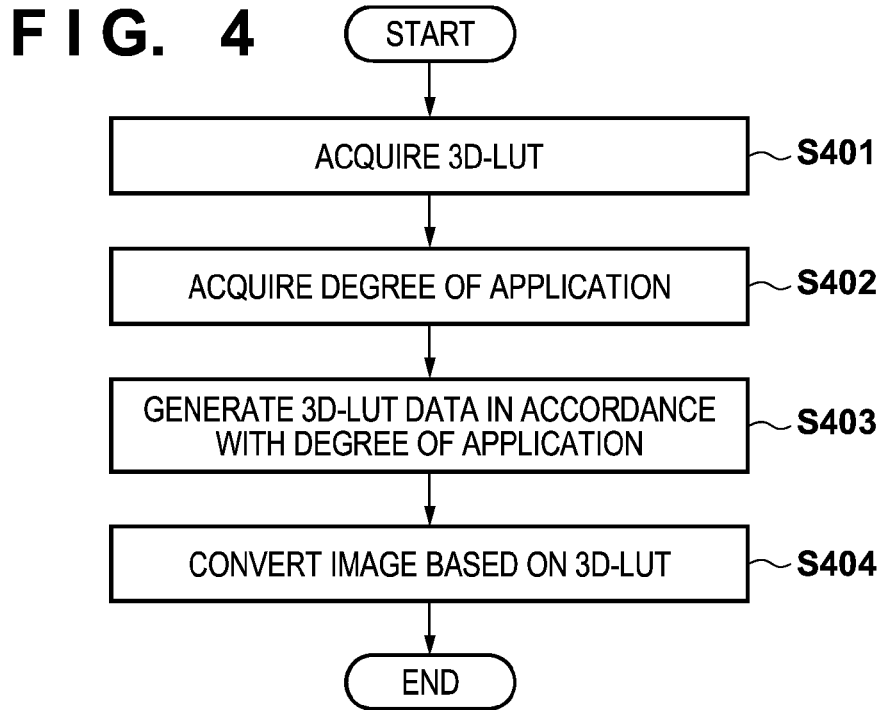 FIG. 4
START
ACQUIRE 3D-LUT
S401
ACQUIRE DEGREE OF APPLICATION
S402
GENERATE 3D-LUT DATA IN ACCORDANCE
WITH DEGREE OF APPLICATION
S403
CONVERT IMAGE BASED ON 3D-LUT
S404
END